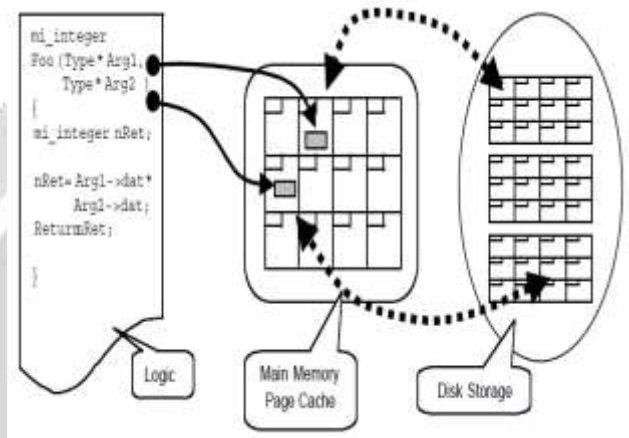 mi_integer
Foo (Type* Arg1,
Type* Arg2 )
{
mi_integer nRet;
nRet= Arg1->dat*
Arg2->dat;
ReturnRet;
}
Logic
Main Memory
Page Cache
Disk Storage